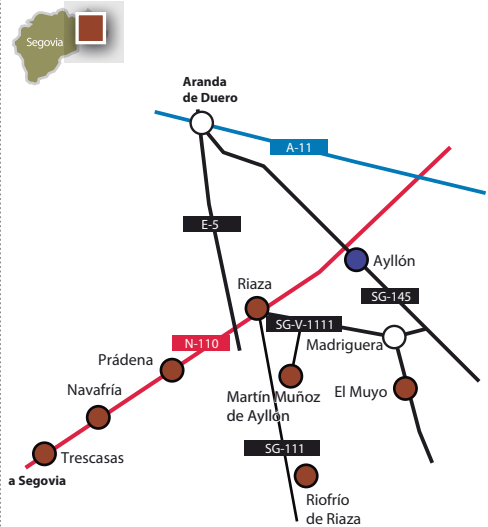 Segovia
Aranda
de Duero
A-11
E-5
Ayllón
Riaza
SG-145
SG-V-1111
N-110
Madriguera
Prádena
Navafría
Martín Muñoz
de Ayllón
El Muyo
SG-111
Trescasas
a Segovia
Riofrío
de Riaza